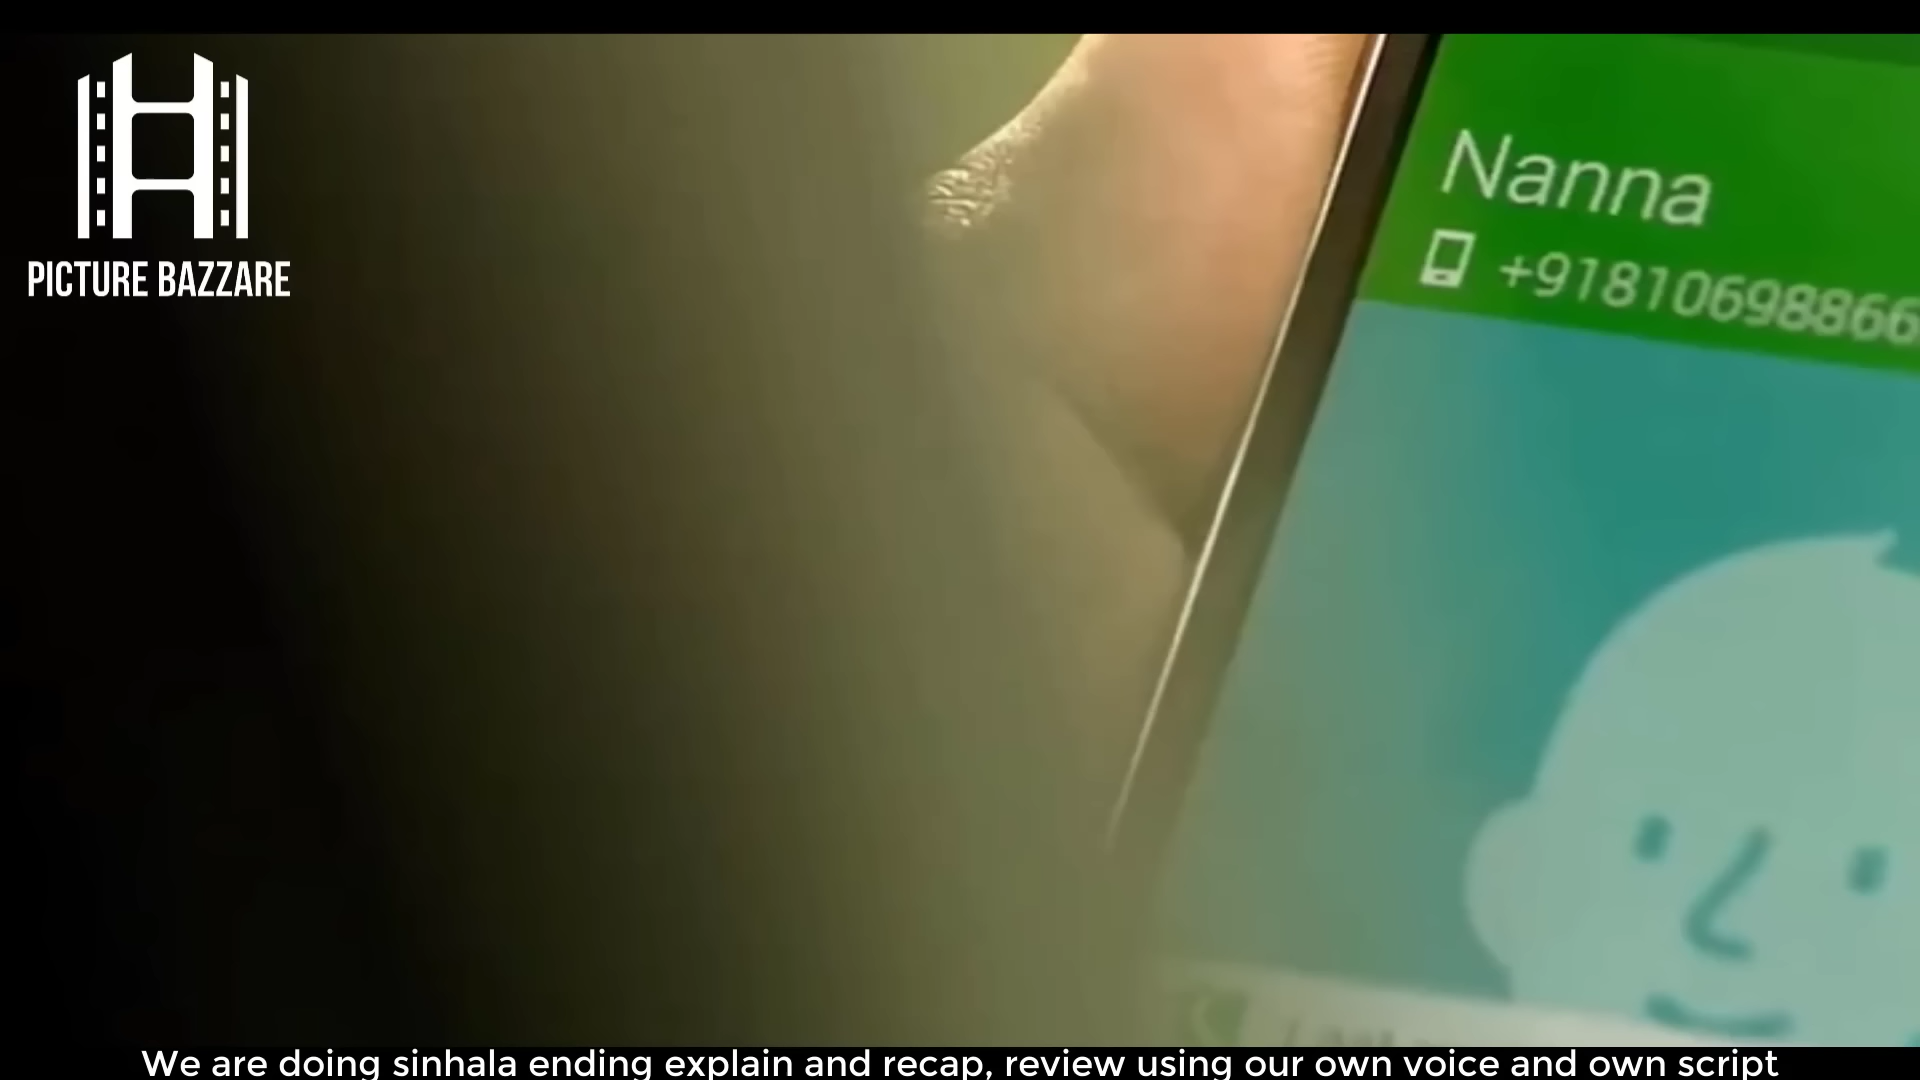 PICTURE BAZZARE
Nanna
+91810698866
We are doing sinhala ending explain and recap, review using our own voice and own script